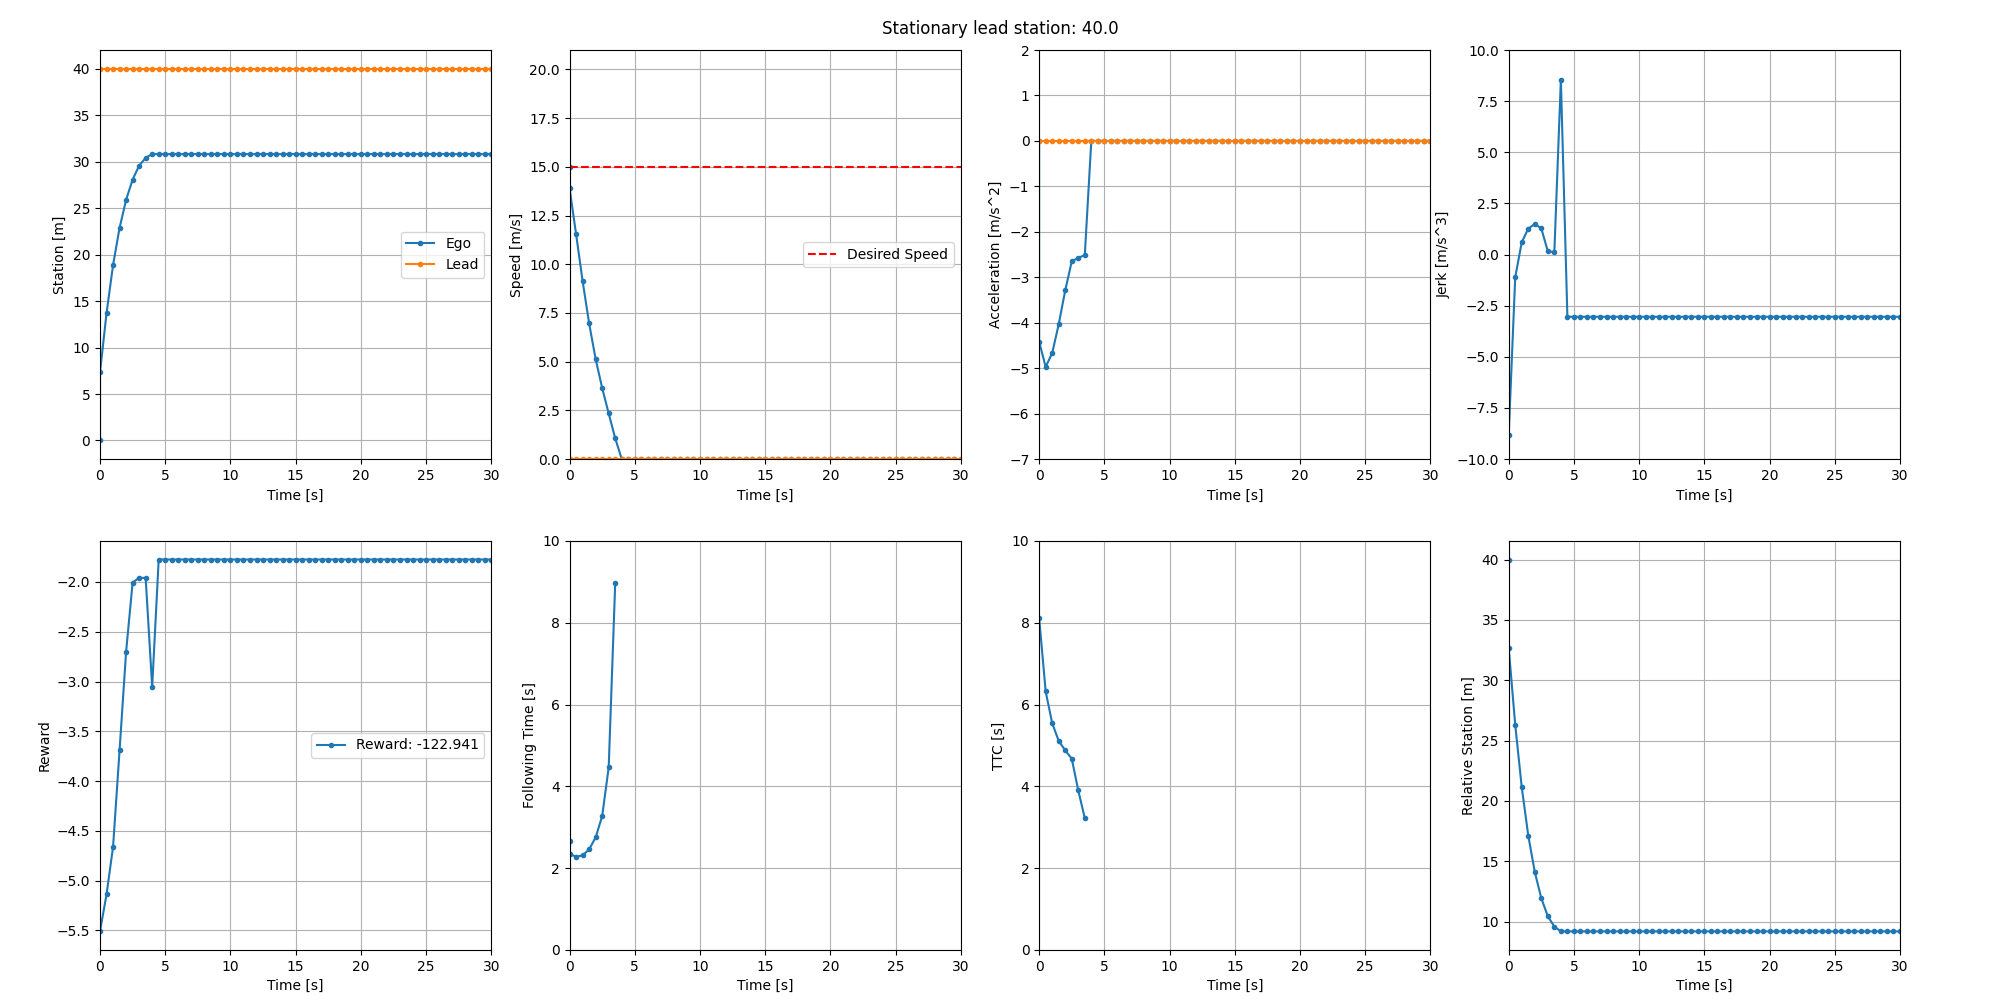 Stationary lead station: 40.0
40
35
30
25
20
15
10
5
0
Station [m]
Ego
Lead
0 5 10 15 20 25 30
Time [s]
20.0
17.5
15.0
12.5
10.0
7.5
5.0
2.5
0.0
Speed [m/s]
Desired Speed
0 5 10 15 20 25 30
Time [s]
2
1
0
−1
−2
−3
−4
−5
−6
−7
Acceleration [m/s^2]
0 5 10 15 20 25 30
Time [s]
10.0
7.5
5.0
2.5
0.0
−2.5
−5.0
−7.5
−10.0
Jerk [m/s^3]
0 5 10 15 20 25 30
Time [s]
−2.0
−2.5
−3.0
−3.5
−4.0
−4.5
−5.0
−5.5
Reward
Reward: -122.941
0 5 10 15 20 25 30
Time [s]
10
8
6
4
2
0
Following Time [s]
0 5 10 15 20 25 30
Time [s]
10
8
6
4
2
0
TTC [s]
0 5 10 15 20 25 30
Time [s]
40
35
30
25
20
15
10
Relative Station [m]
0 5 10 15 20 25 30
Time [s]